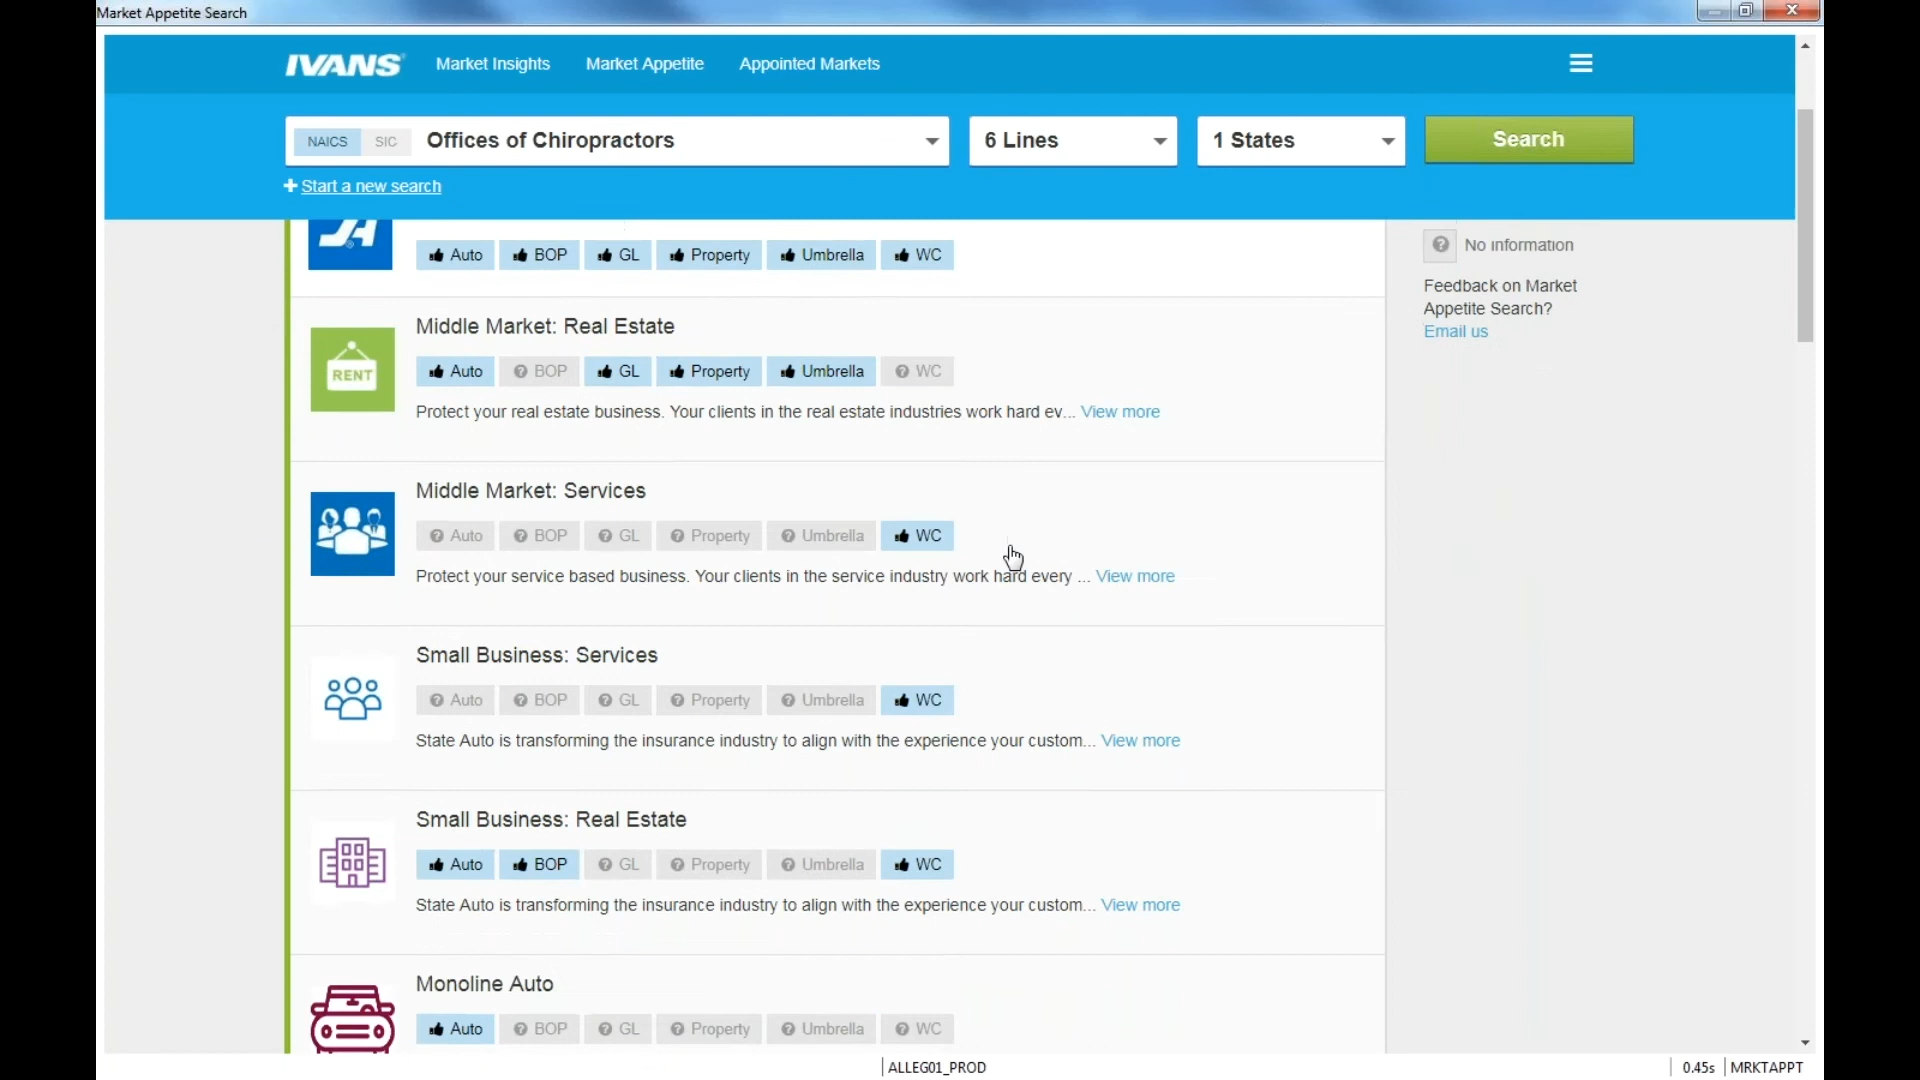 Market Appetite Search
IVANS Market Insights Market Appetite Appointed Markets
NAICS SIC Offices of Chiropractors 6 Lines 1 States Search
Start a new search
Auto BOP GL Property Umbrella WC
No information
Feedback on Market
Appetite Search?
Email us
Middle Market: Real Estate
RENT
Auto BOP GL Property Umbrella WC
Protect your real estate business. Your clients in the real estate industries work hard ev... View more
Middle Market: Services
Auto BOP GL Property Umbrella WC
Protect your service based business. Your clients in the service industry work hard every ... View more
Small Business: Services
Auto BOP GL Property Umbrella WC
State Auto is transforming the insurance industry to align with the experience your custom... View more
Small Business: Real Estate
Auto BOP GL Property Umbrella WC
State Auto is transforming the insurance industry to align with the experience your custom... View more
Monoline Auto
Auto BOP GL Property Umbrella WC
ALLEG01_PROD 0.45s MRKTAPPT